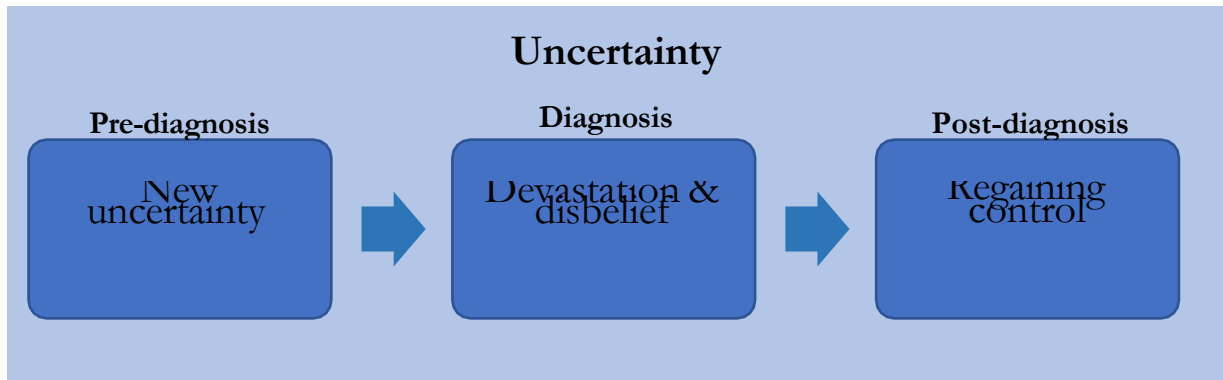 Uncertainty
Pre-diagnosis
New
uncertainty
Diagnosis
Devastation &
disbelief
Post-diagnosis
Regaining
control